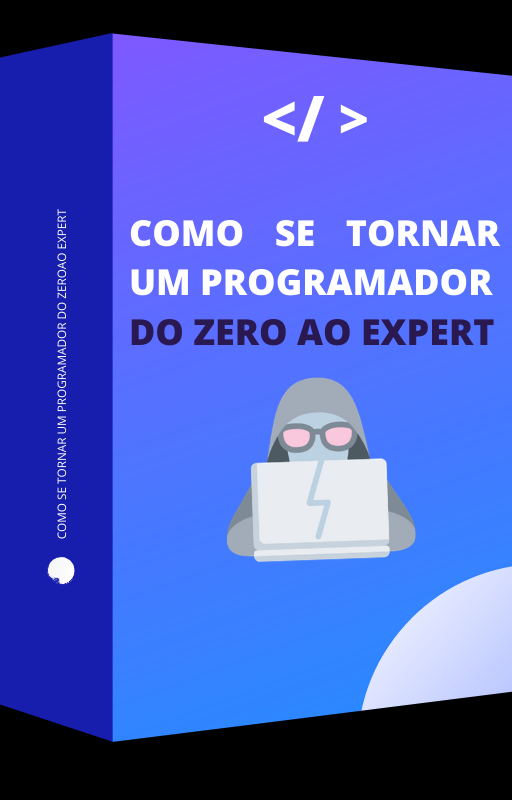 </ >
COMO SE TORNAR
UM PROGRAMADOR
DO ZERO AO EXPERT
COMO SE TORNAR UM PROGRAMADOR DO ZEROAO EXPERT